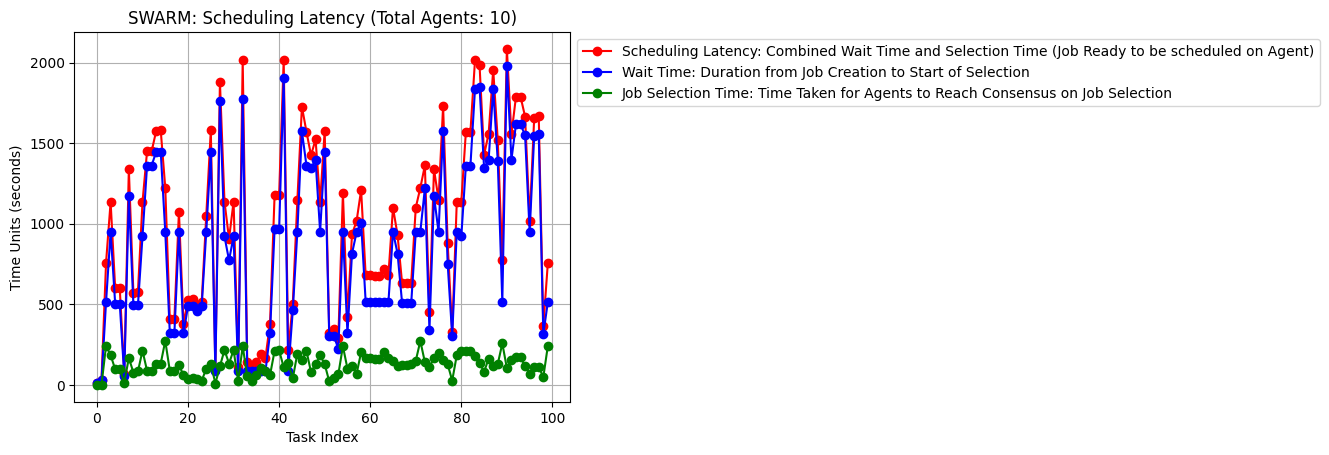 SWARM: Scheduling Latency (Total Agents: 10)
Scheduling Latency: Combined Wait Time and Selection Time (Job Ready to be scheduled on Agent)
Wait Time: Duration from Job Creation to Start of Selection
Job Selection Time: Time Taken for Agents to Reach Consensus on Job Selection
Time Units (seconds)
2000
1500
1000
500
0
0 20 40 60 80 100
Task Index